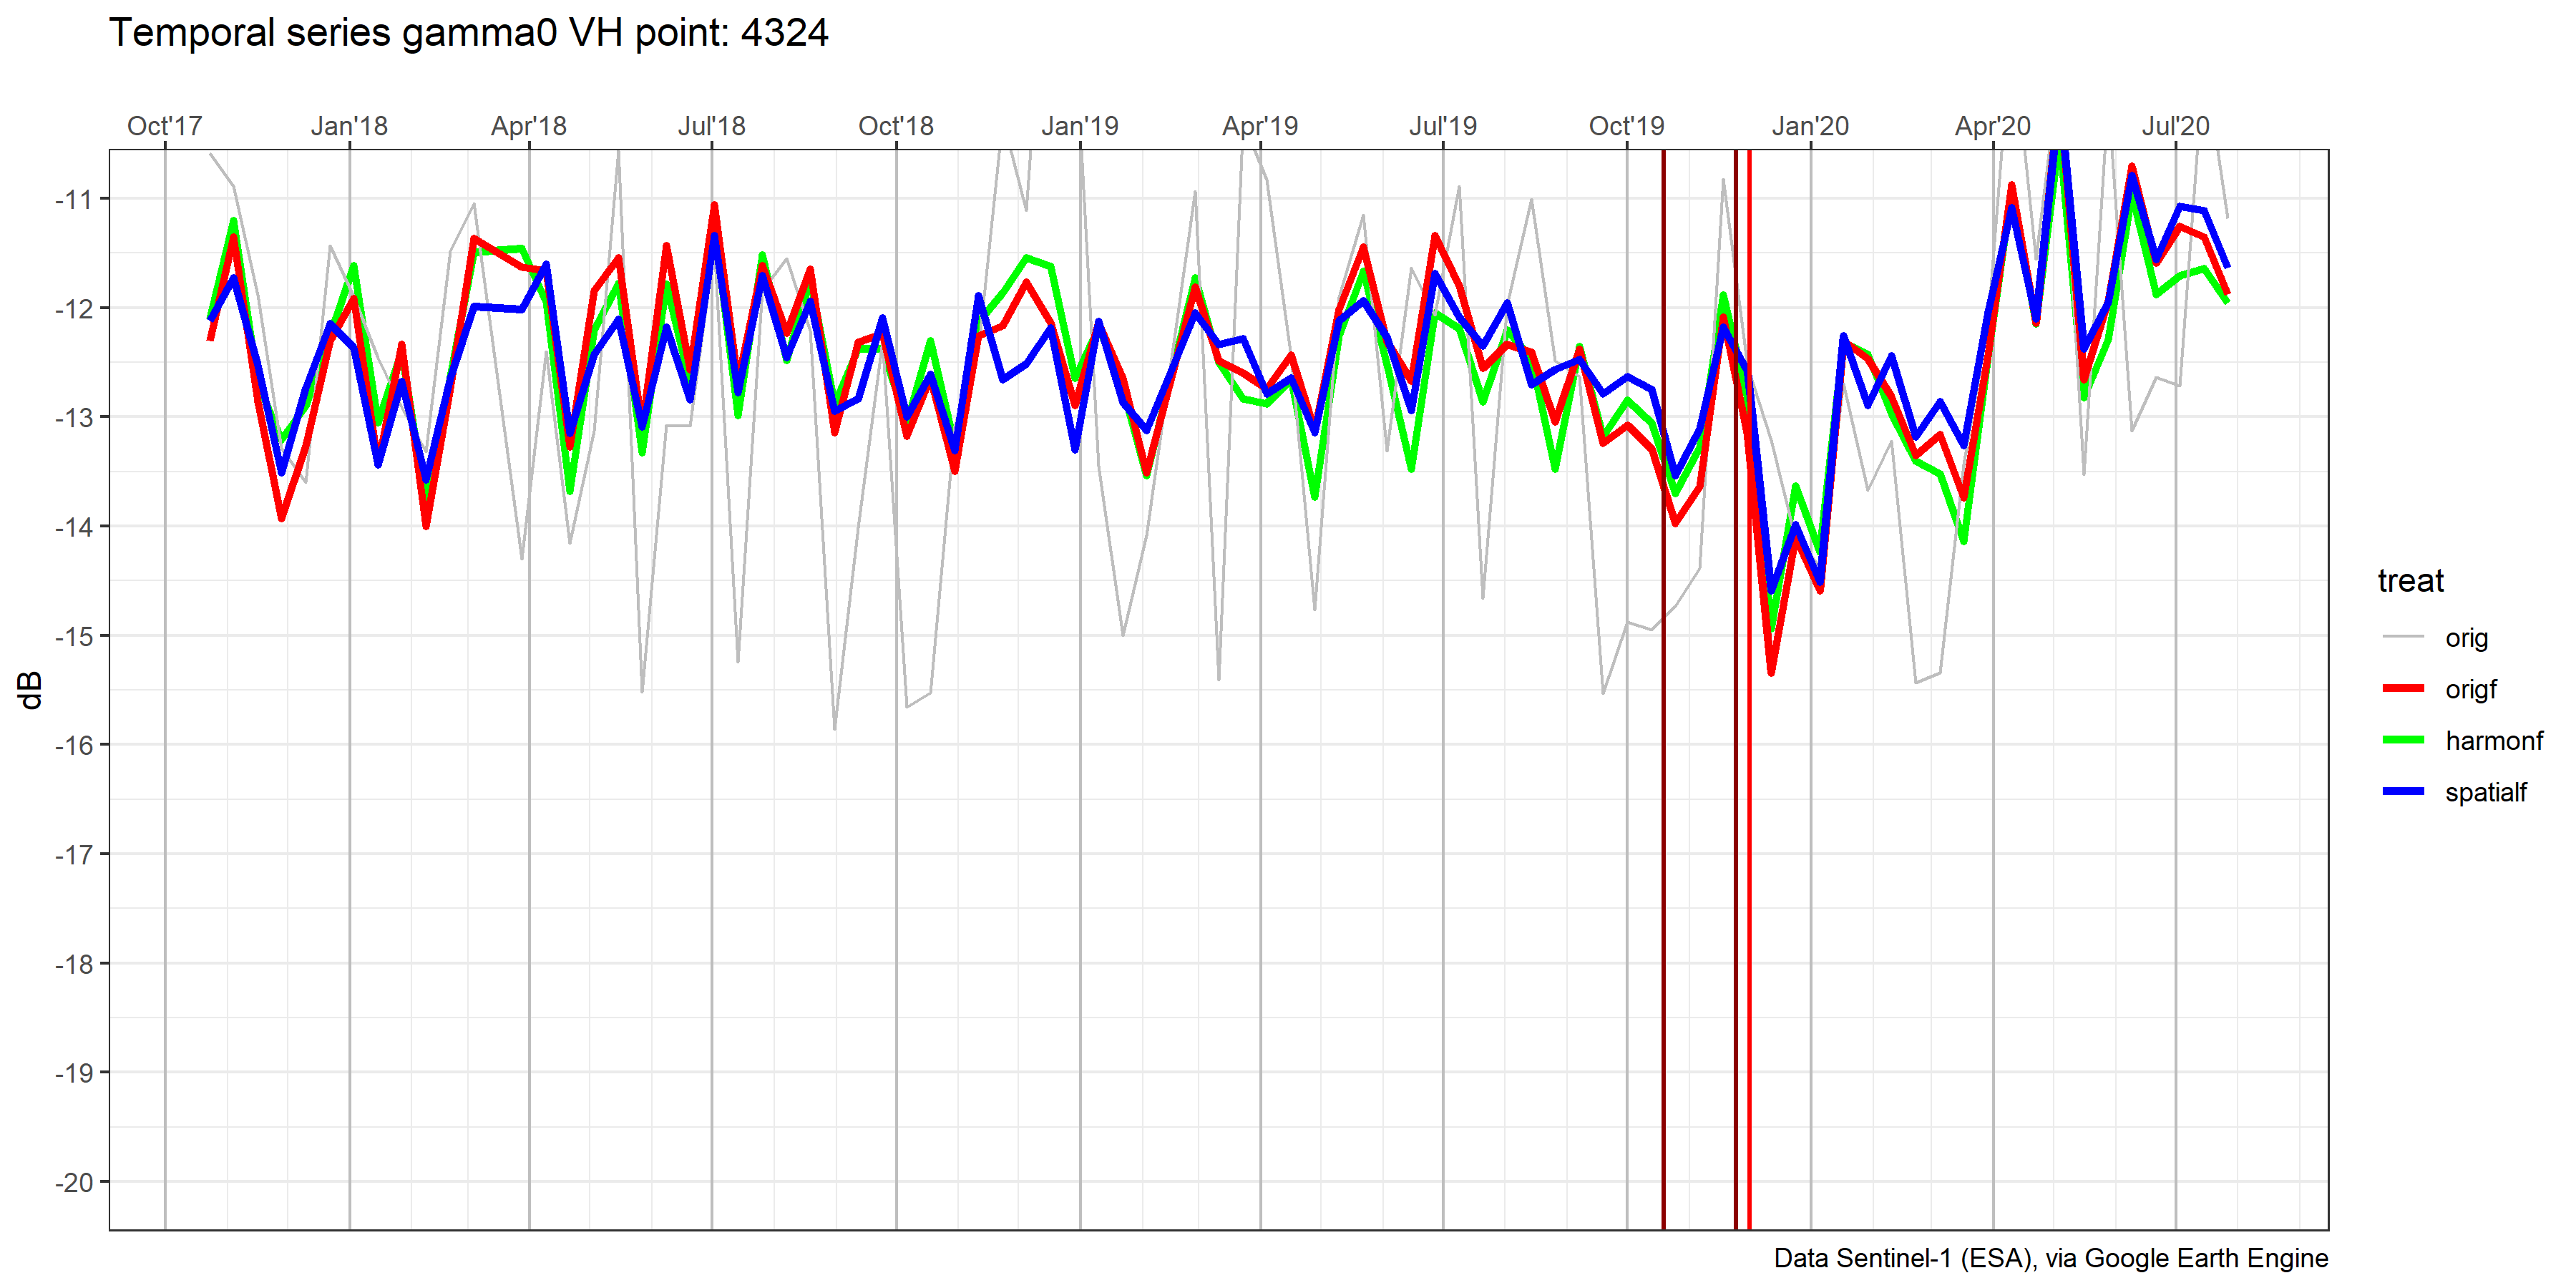 Temporal series gamma0 VH point: 4324
Oct'17 Jan'18 Apr'18 Jul'18 Oct'18 Jan'19 Apr'19 Jul'19 Oct'19 Jan'20 Apr'20 Jul'20
-11
-12
-13
-14
-15
-16
-17
-18
-19
-20
dB
treat
orig
origf
harmonf
spatialf
Data Sentinel-1 (ESA), via Google Earth Engine